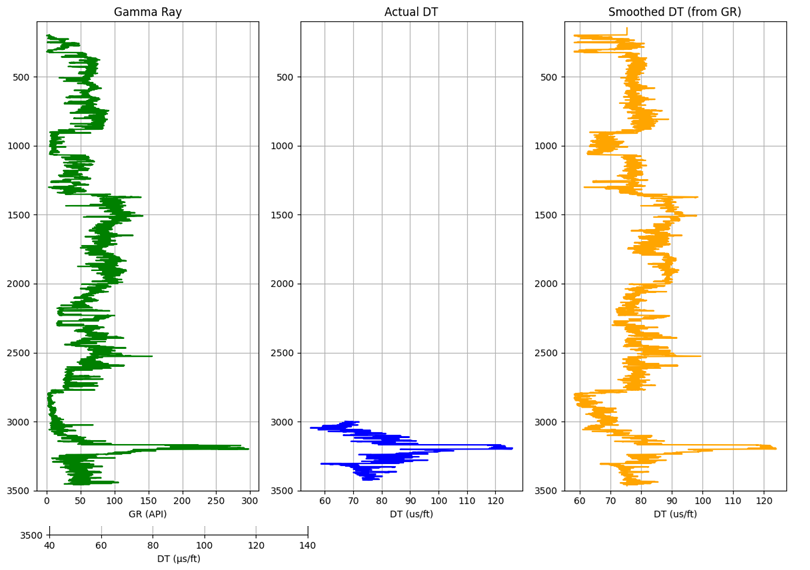 Gamma Ray
500
1000
1500
2000
2500
3000
3500
0 50 100 150 200 250 300
GR (API)
Actual DT
500
1000
1500
2000
2500
3000
3500
60 70 80 90 100 110 120
DT (us/ft)
Smoothed DT (from GR)
500
1000
1500
2000
2500
3000
3500
60 70 80 90 100 110 120
DT (us/ft)
3500
40 60 80 100 120 140
DT (µs/ft)